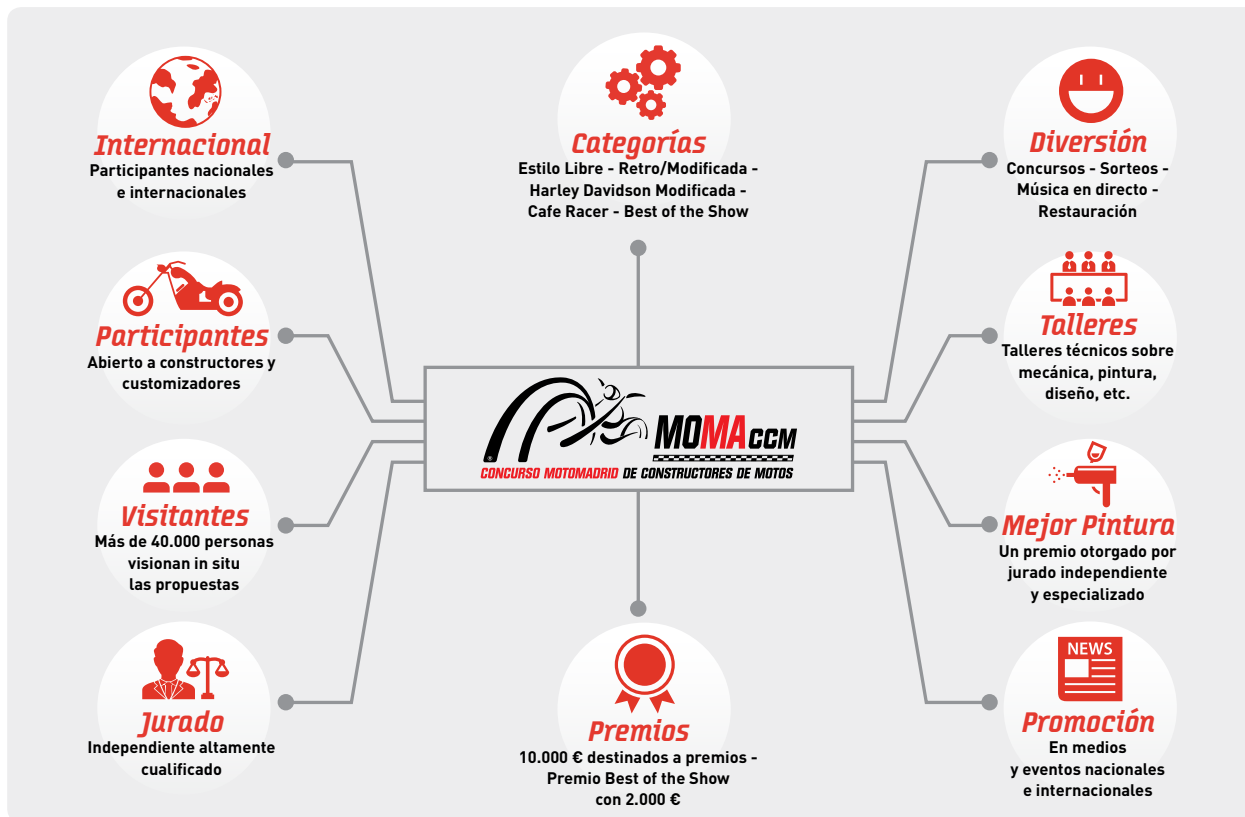 Internacional
Participantes nacionales
e internacionales
Participantes
Abierto a constructores y
customizadores
Visitantes
Más de 40.000 personas
visionan in situ
las propuestas
Jurado
Independiente altamente
cualificado
Categorías
Estilo Libre - Retro/Modificada -
Harley Davidson Modificada -
Cafe Racer - Best of the Show
MOMACCM
CONCURSO MOTOMADRID DE CONSTRUCTORES DE MOTOS
Premios
10.000 € destinados a premios -
Premio Best of the Show
con 2.000 €
Diversión
Concursos - Sorteos -
Música en directo -
Restauración
Talleres
Talleres técnicos sobre
mecánica, pintura,
diseño, etc.
Mejor Pintura
Un premio otorgado por
jurado independiente
y especializado
NEWS
Promoción
En medios
y eventos nacionales
e internacionales